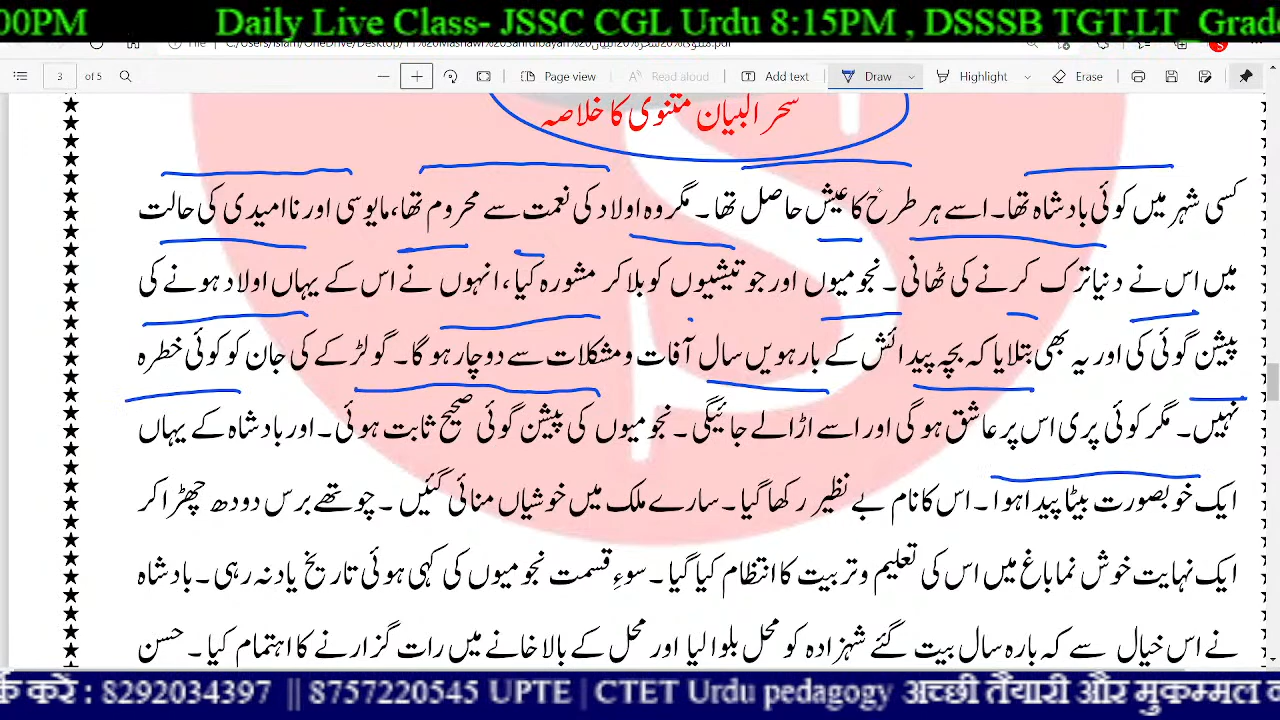 00PM Daily Live Class- JSSC CGL Urdu 8:15PM , DSSSB TGT,LT_Grad
3 of 5 Page view Read aloud Add text Draw Highlight Erase
سحر البیان مثنوی کا خلاصہ
کسی شہر میں کوئی بادشاہ تھا۔ اسے ہر طرح کا عیش حاصل تھا۔ مگر وہ اولاد کی نعمت سے محروم تھا، مایوسی اور ناامیدی کی حالت
میں اس نے دنیا ترک کرنے کی ٹھانی۔ نجومیوں اور جوتیشیوں کو بلا کر مشورہ کیا، انہوں نے اس کے یہاں اولاد ہونے کی
پیشن گوئی کی اور یہ بھی بتلایا کہ بچہ پیدائش کے بارہویں سال آفات و مشکلات سے دوچار ہو گا۔ گو لڑکے کی جان کو کوئی خطرہ
نہیں۔ مگر کوئی پری اس پر عاشق ہوگی اور اسے اڑا لے جائیگی۔ نجومیوں کی پیشن گوئی صحیح ثابت ہوئی۔ اور بادشاہ کے یہاں
ایک خوبصورت بیٹا پیدا ہوا۔ اس کا نام بے نظیر رکھا گیا۔ سارے ملک میں خوشیاں منائی گئیں۔ چوتھے برس دودھ چھڑا کر
ایک نہایت خوش نما باغ میں اس کی تعلیم و تربیت کا انتظام کیا گیا۔ سوءِ قسمت نجومیوں کی کہی ہوئی تاریخ یاد نہ رہی۔ بادشاہ
نے اس خیال سے کہ بارہ سال بیت گئے شہزادہ کو محل بلوا لیا اور محل کے بالا خانے میں رات گزارنے کا اہتمام کیا۔ حسن
र्क करें : 8292034397 || 8757220545 UPTE | CTET Urdu pedagogy अच्छी तैयारी और मुकम्मल